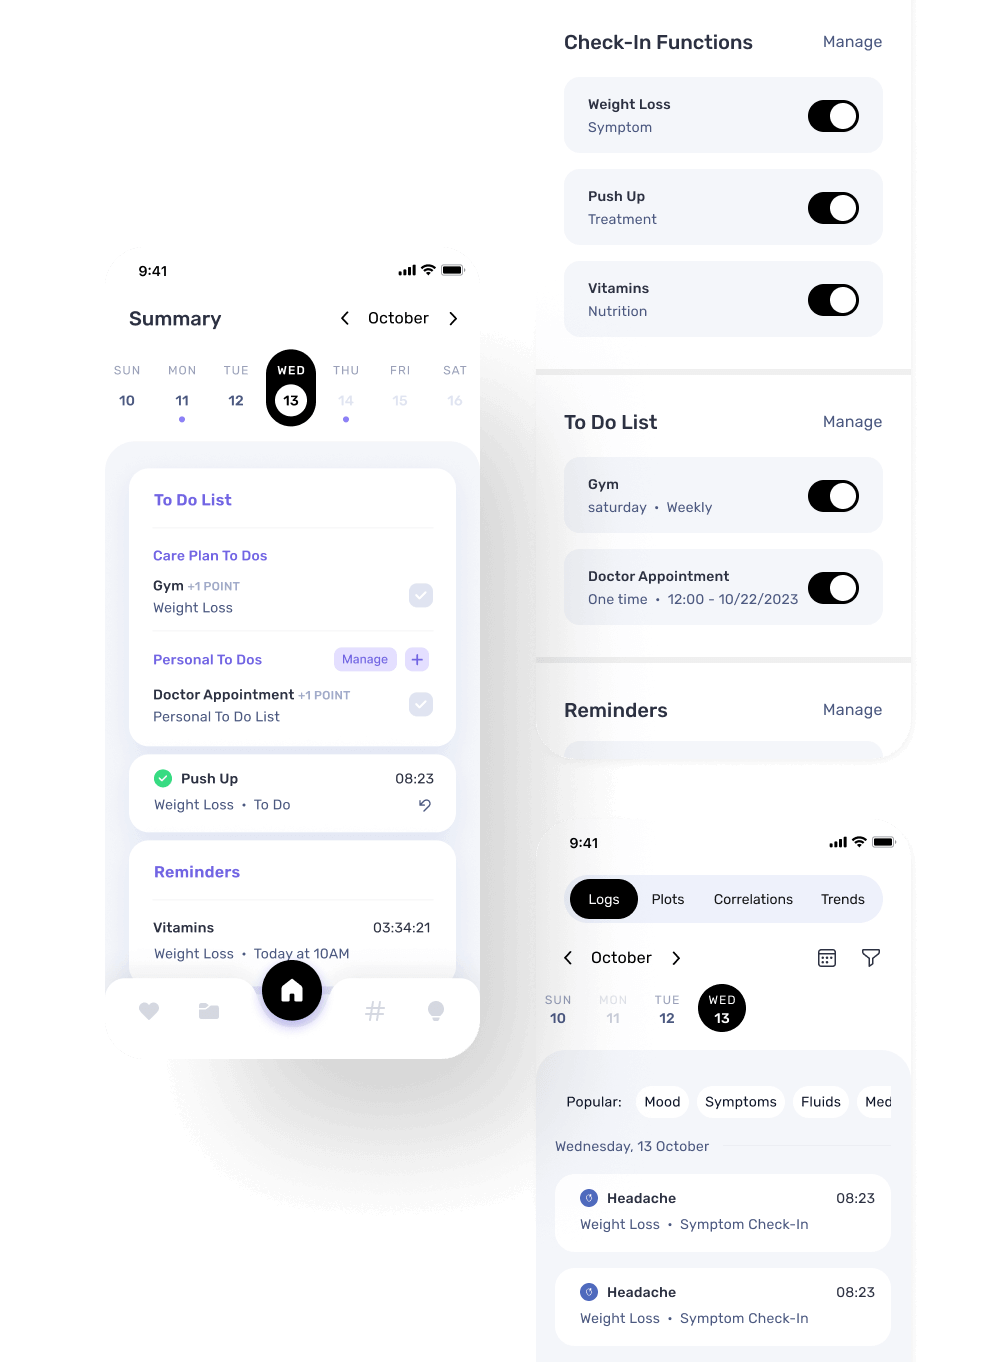 Check-In Functions Manage
Weight Loss
Symptom
Push Up
Treatment
Vitamins
Nutrition
To Do List Manage
Gym
saturday • Weekly
Doctor Appointment
One time • 12:00 - 10/22/2023
Reminders Manage
9:41
Summary October
SUN MON TUE WED THU FRI SAT
10 11 12 13 14 15 16
To Do List
Care Plan To Dos
Gym +1 POINT
Weight Loss
Personal To Dos Manage +
Doctor Appointment +1 POINT
Personal To Do List
Push Up 08:23
Weight Loss • To Do
Reminders
Vitamins 03:34:21
Weight Loss • Today at 10AM
9:41
Logs Plots Correlations Trends
October
SUN MON TUE WED
10 11 12 13
Popular: Mood Symptoms Fluids Med
Wednesday, 13 October
Headache 08:23
Weight Loss • Symptom Check-In
Headache 08:23
Weight Loss • Symptom Check-In